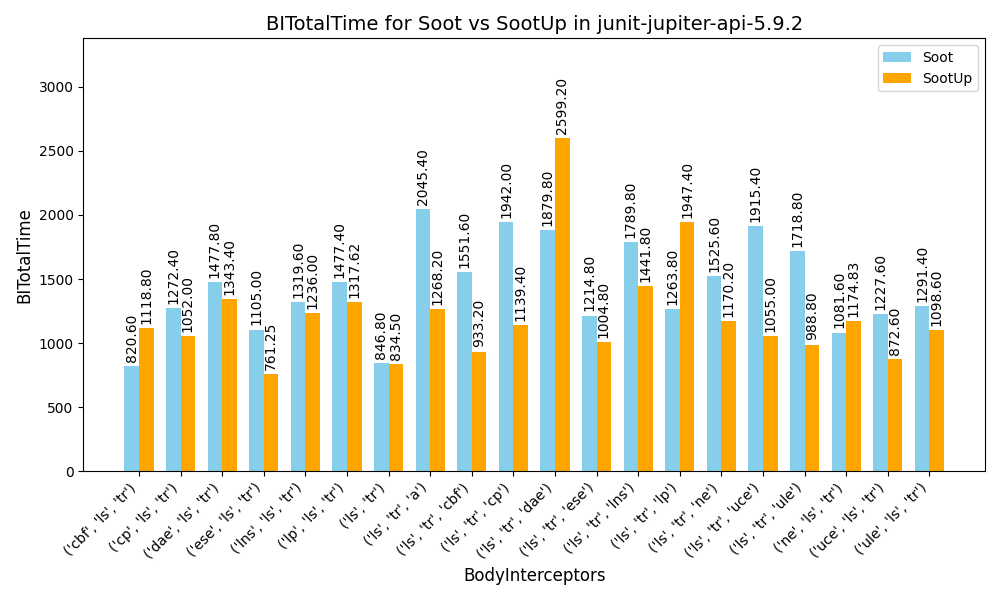 BITotalTime for Soot vs SootUp in junit-jupiter-api-5.9.2
Soot
SootUp
BITotalTime
3000
2500
2000
1500
1000
500
0
820.60
1118.80
1272.40
1052.00
1477.80
1343.40
1105.00
761.25
1319.60
1236.00
1477.40
1317.62
846.80
834.50
2045.40
1268.20
1551.60
933.20
1942.00
1139.40
1879.80
2599.20
1214.80
1004.80
1789.80
1441.80
1263.80
1947.40
1525.60
1170.20
1915.40
1055.00
1718.80
988.80
1081.60
1174.83
1227.60
872.60
1291.40
1098.60
('cbf', 'ls', 'tr')
('cp', 'ls', 'tr')
('dae', 'ls', 'tr')
('ese', 'ls', 'tr')
('lns', 'ls', 'tr')
('lp', 'ls', 'tr')
('ls', 'tr')
('ls', 'tr', 'a')
('ls', 'tr', 'cbf')
('ls', 'tr', 'cp')
('ls', 'tr', 'dae')
('ls', 'tr', 'ese')
('ls', 'tr', 'lns')
('ls', 'tr', 'lp')
('ls', 'tr', 'ne')
('ls', 'tr', 'uce')
('ls', 'tr', 'ule')
('ne', 'ls', 'tr')
('uce', 'ls', 'tr')
('ule', 'ls', 'tr')
BodyInterceptors